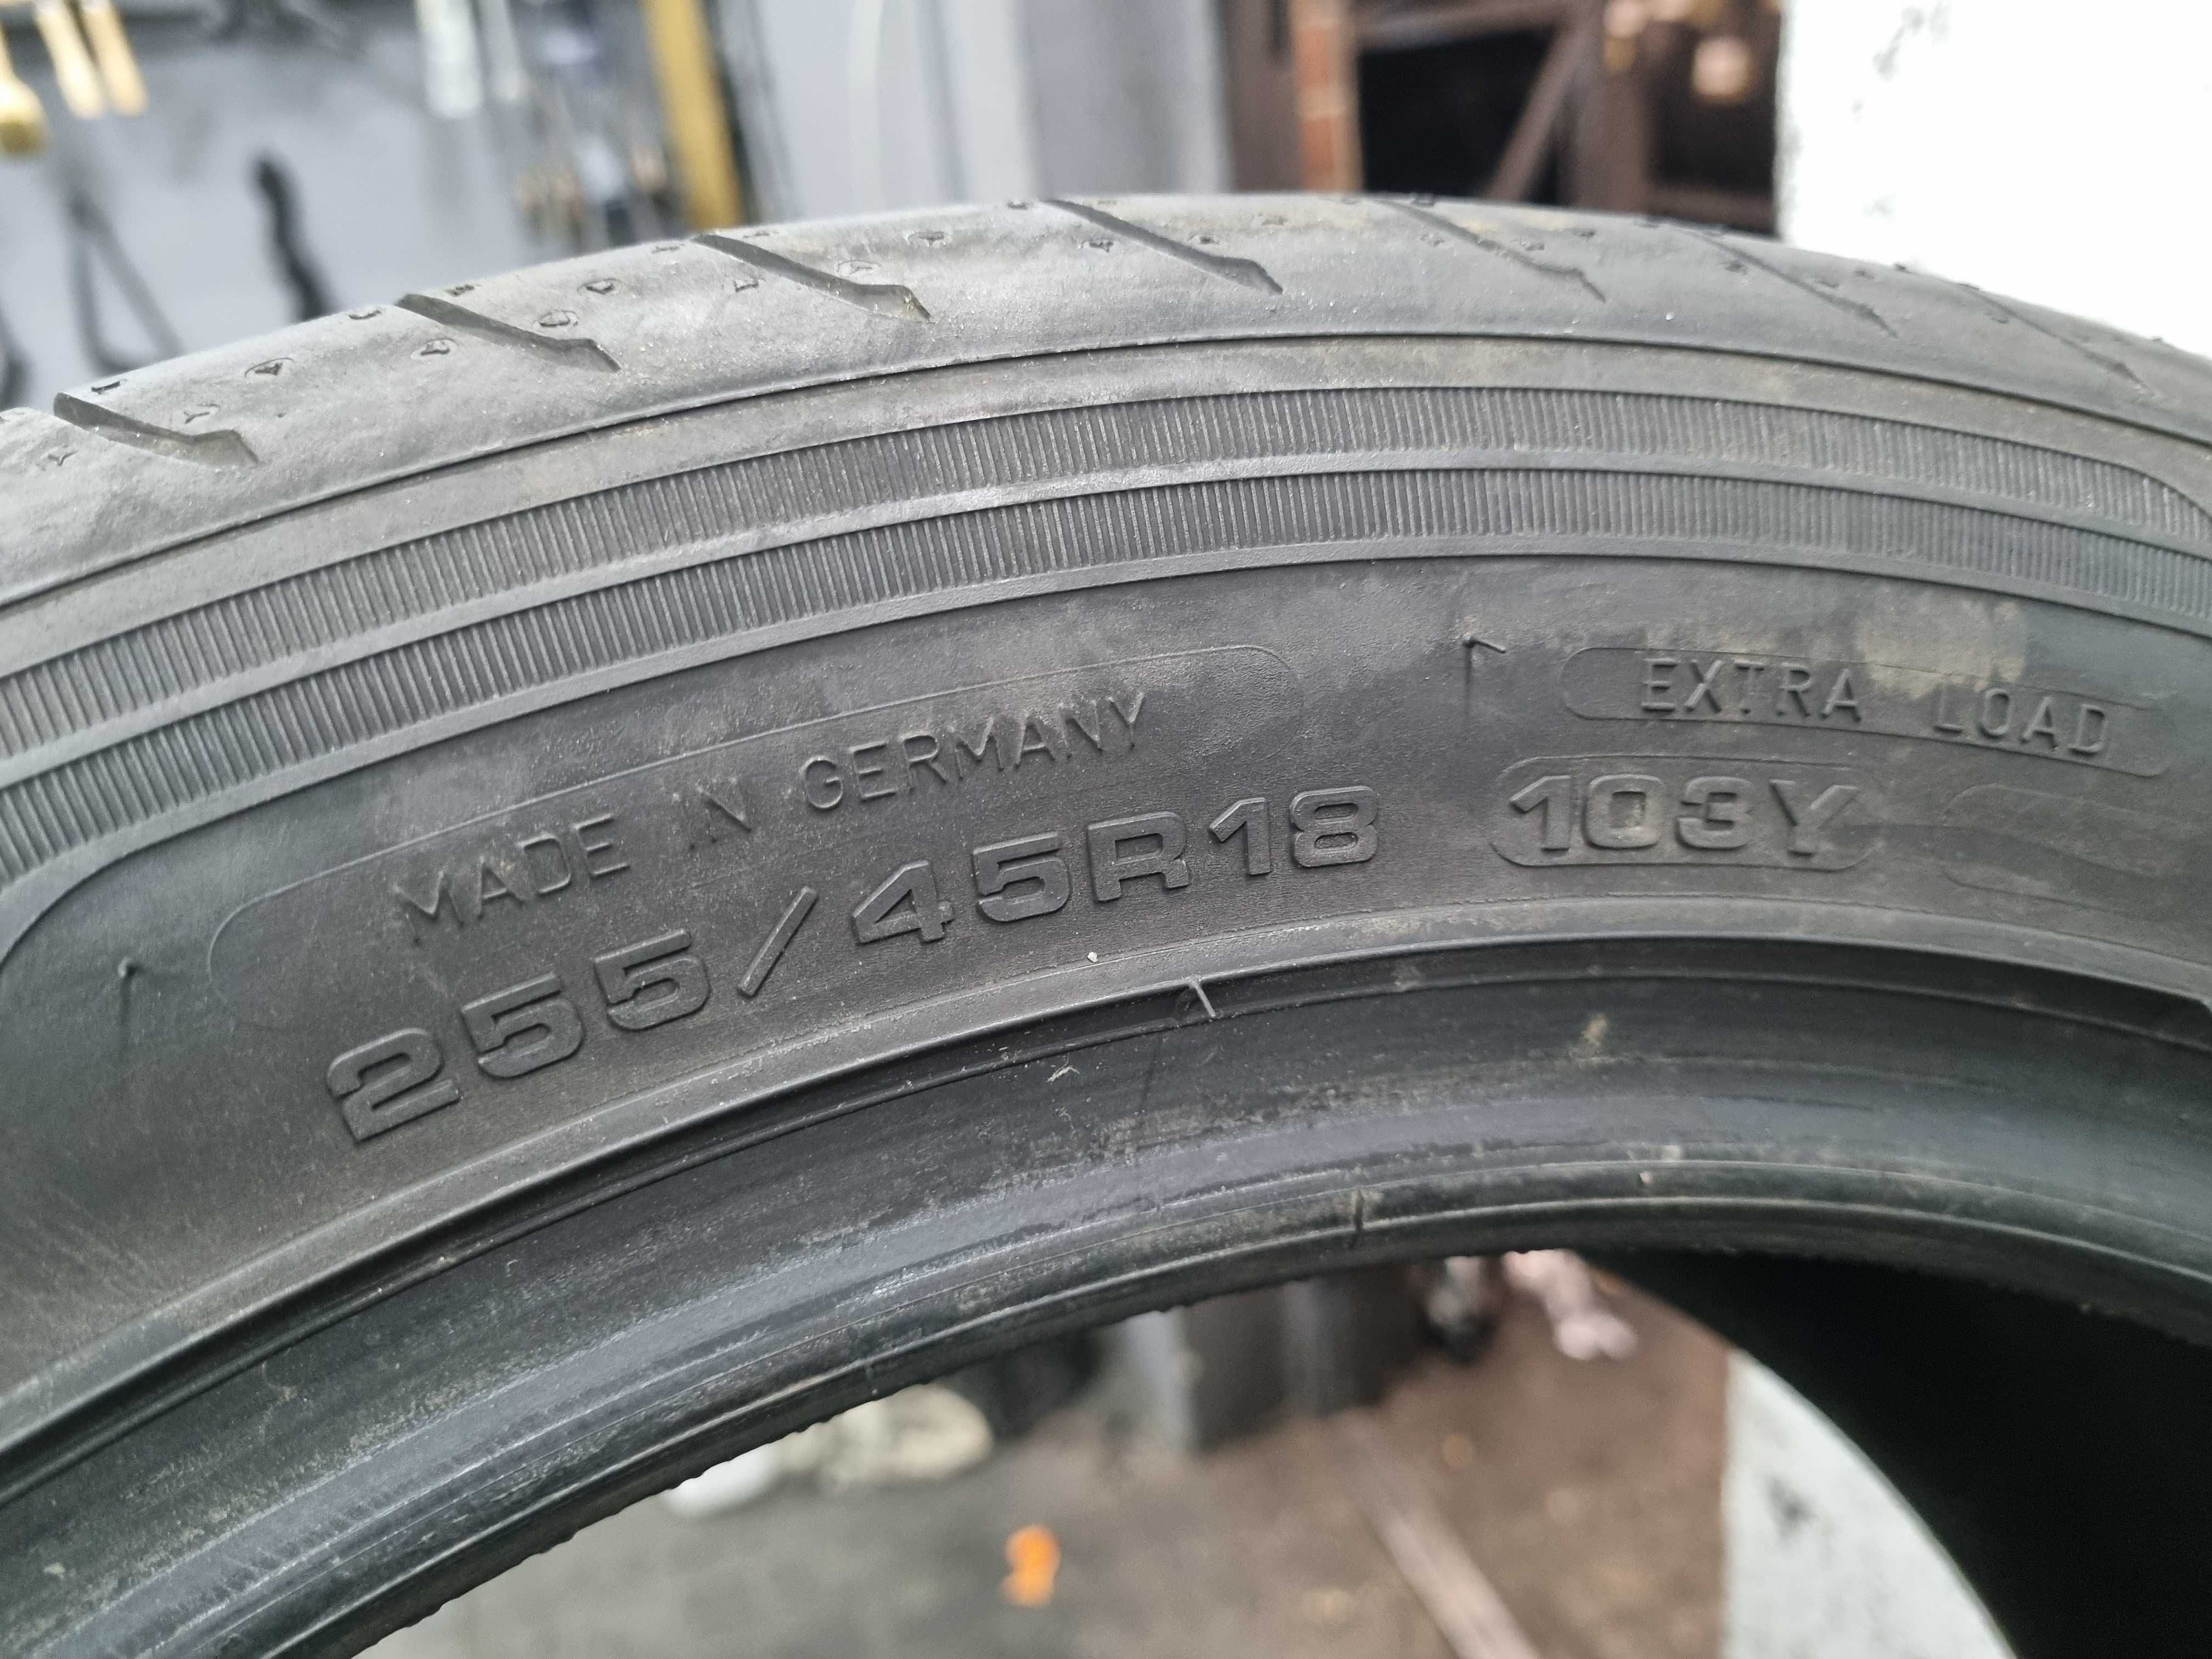 MADE IN GERMANY
EXTRA LOAD
255/45R18 103Y